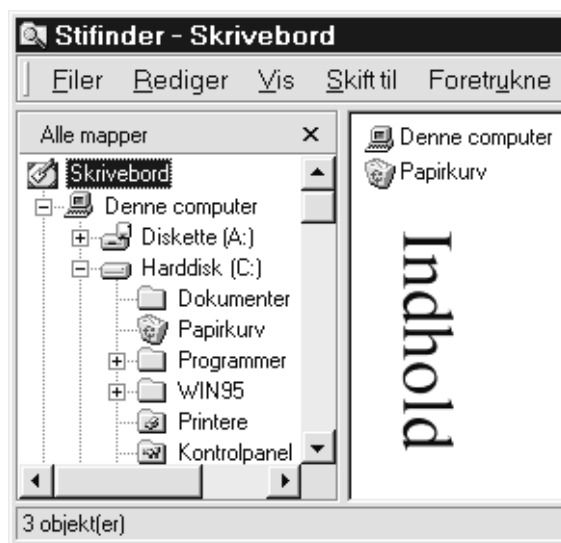 Stifinder - Skrivebord
Filer Rediger Vis Skift til Foretrukne
Alle mapper
Skrivebord
Denne computer
Diskette (A:)
Harddisk (C:)
Dokumenter
Papirkurv
Programmer
WIN95
Printere
Kontrolpanel
Denne computer
Papirkurv
Indhold
3 objekt(er)